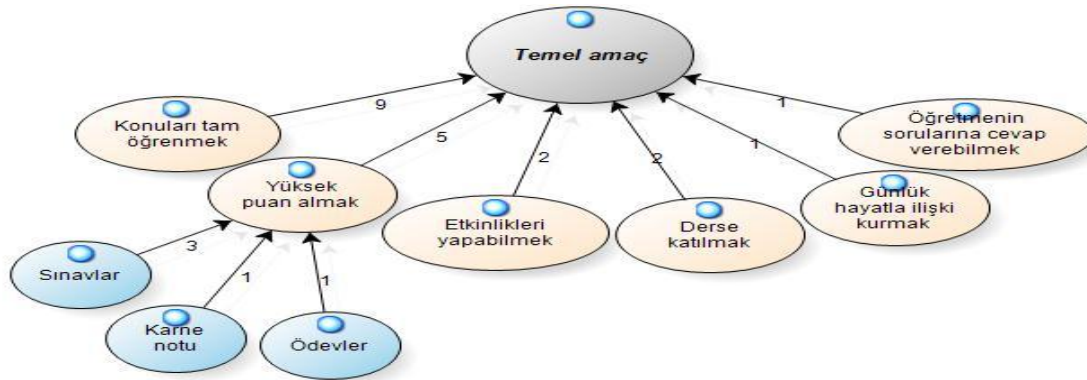 Temel amaç
9
5
2
2
1
1
Konuları tam
öğrenmek
Yüksek
puan almak
Etkinlikleri
yapabilmek
Derse
katılmak
Günlük
hayatla ilişki
kurmak
Öğretmenin
sorularına cevap
verebilmek
3
1
1
Sınavlar
Karne
notu
Ödevler